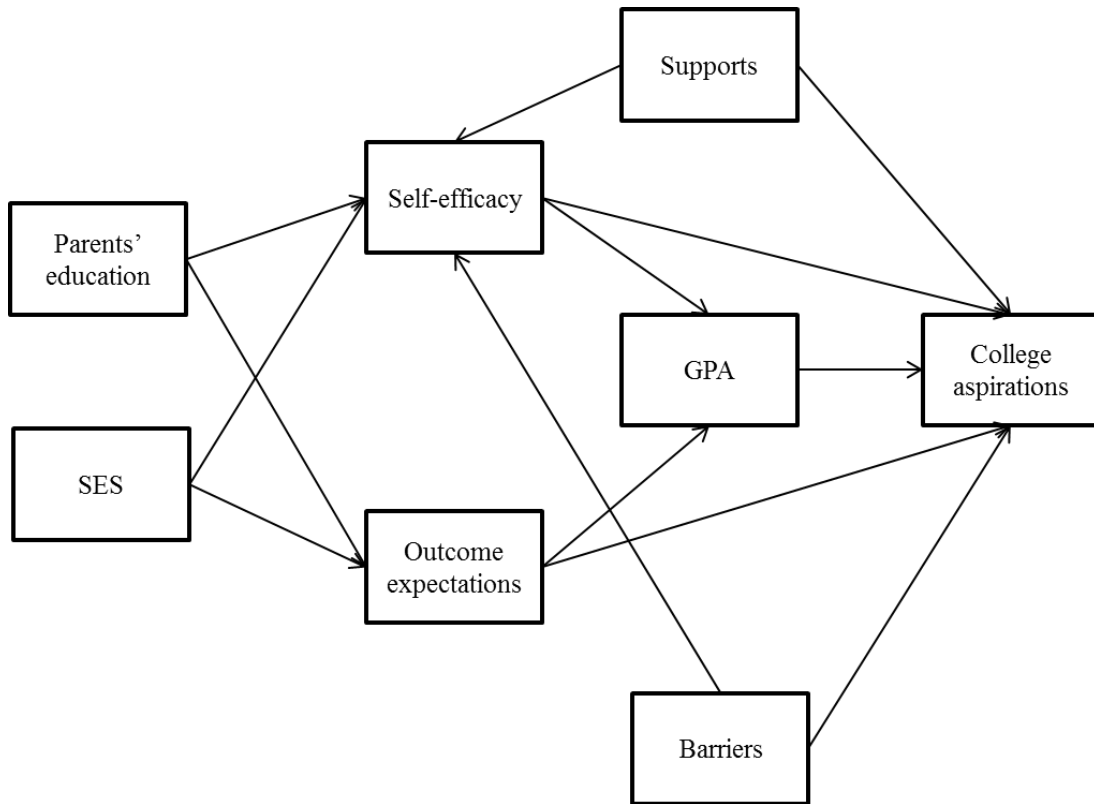 Supports
Self-efficacy
Parents’
education
GPA
College
aspirations
SES
Outcome
expectations
Barriers